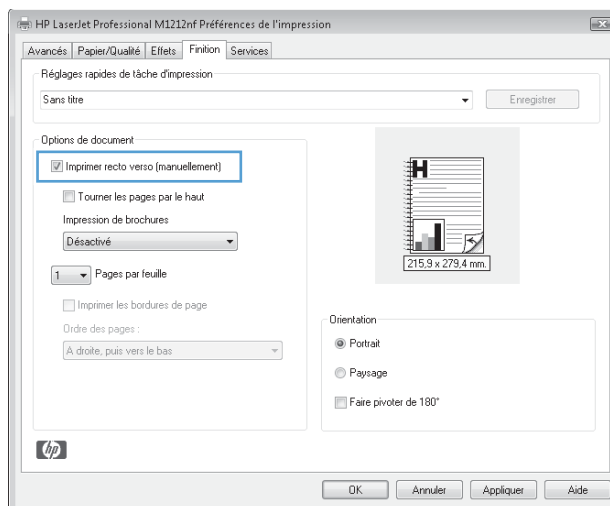 HP LaserJet Professional M1212nf Préférences de l'impression
Avancés Papier/Qualité Effets Finition Services
Réglages rapides de tâche d'impression
Sans titre
Enregistrer
Options de document
Imprimer recto verso (manuellement)
Tourner les pages par le haut
Impression de brochures
Désactivé
1 Pages par feuille
Imprimer les bordures de page
Ordre des pages :
A droite, puis vers le bas
H
215,9 x 279,4 mm.
Orientation
Portrait
Paysage
Faire pivoter de 180°
hp
OK Annuler Appliquer Aide